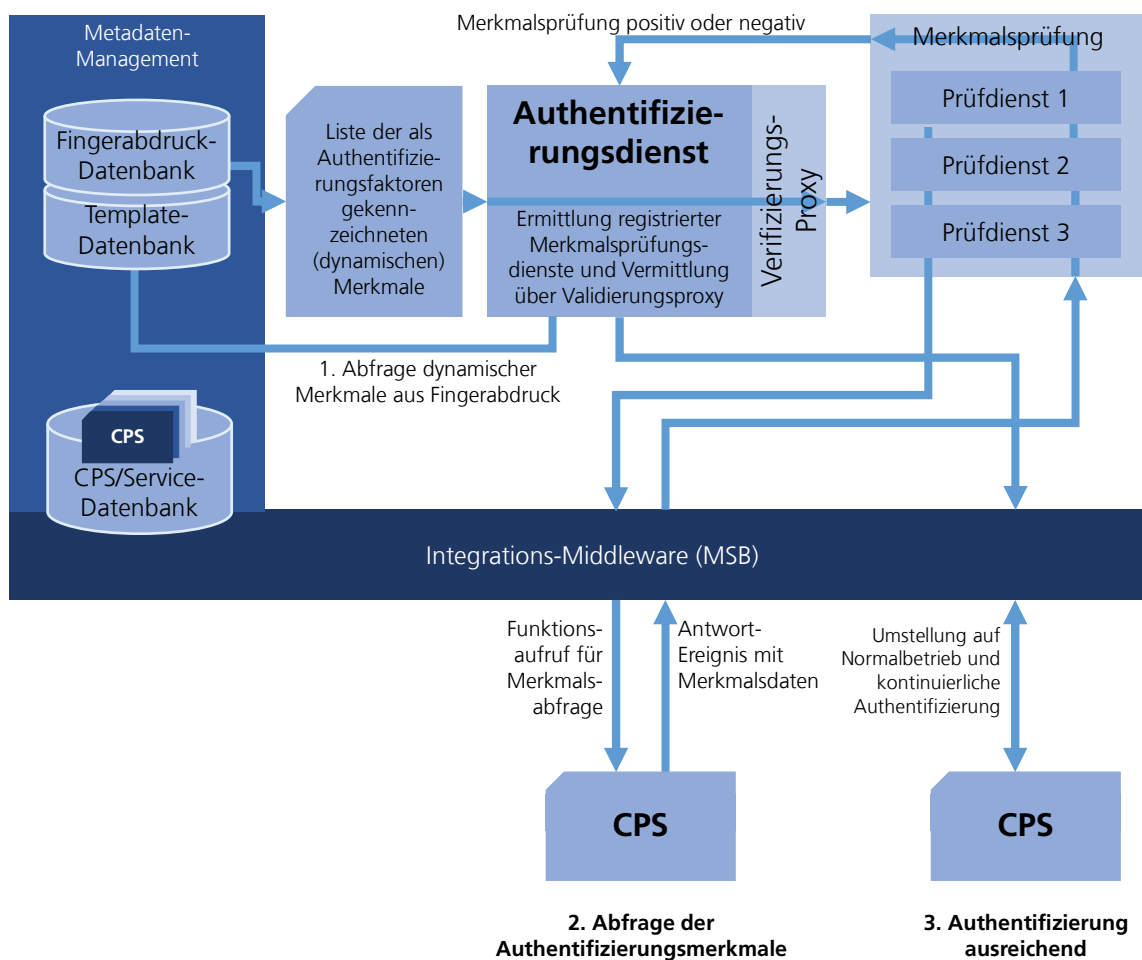 Metadaten-
Management
Fingerabdruck-
Datenbank
Template-
Datenbank
CPS
CPS/Service-
Datenbank
Liste der als
Authentifizie-
rungsfaktoren
gekenn-
zeichneten
(dynamischen)
Merkmale
Merkmalsprüfung positiv oder negativ
Authentifizie-
rungsdienst
Ermittlung registrierter
Merkmalsprüfungs-
dienste und Vermittlung
über Validierungsproxy
Verifizierungs-
Proxy
Merkmalsprüfung
Prüfdienst 1
Prüfdienst 2
Prüfdienst 3
1. Abfrage dynamischer
Merkmale aus Fingerabdruck
Integrations-Middleware (MSB)
Funktions-
aufruf für
Merkmals-
abfrage
Antwort-
Ereignis mit
Merkmalsdaten
Umstellung auf
Normalbetrieb und
kontinuierliche
Authentifizierung
CPS
CPS
2. Abfrage der
Authentifizierungsmerkmale
3. Authentifizierung
ausreichend